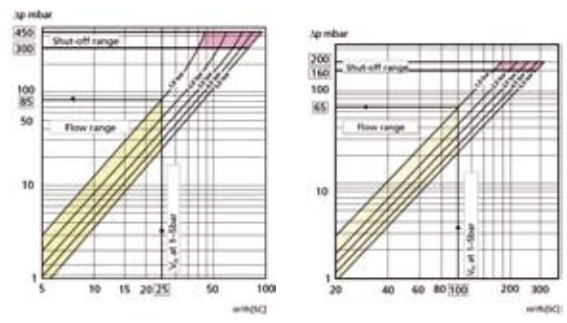 Δp mbar
450
Shut-off range
300
100
85
50
Flow range
10
1
5 10 15 20 25 50 100
Vn at 1-5bar
m³/h[SC]
Δp mbar
200
Shut-off range
160
100
65
Flow range
10
1
20 40 60 80 100 200 300
Vn at 1-5bar
m³/h[SC]